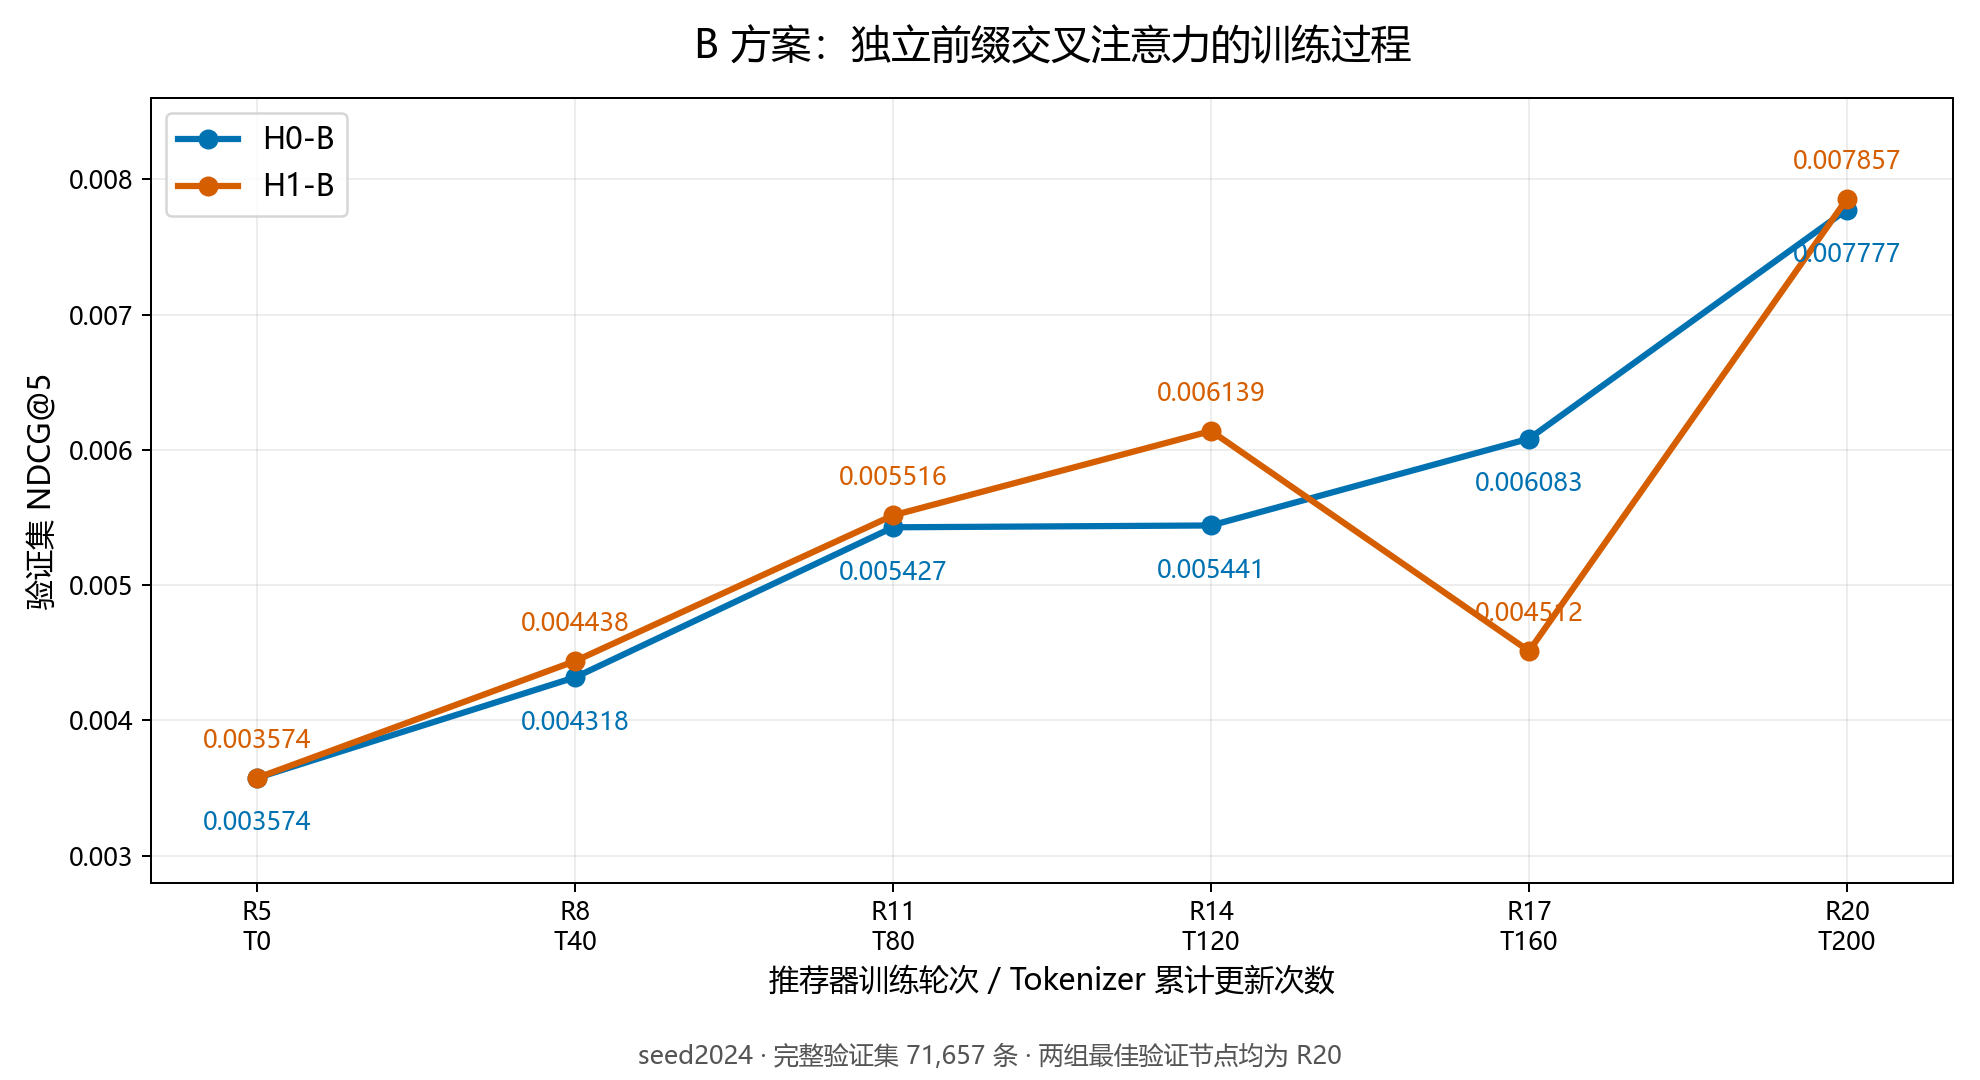 B 方案：独立前缀交叉注意力的训练过程
H0-B
H1-B
验证集 NDCG@5
0.008
0.007
0.006
0.005
0.004
0.003
0.003574
0.003574
0.004438
0.004318
0.005516
0.005427
0.006139
0.005441
0.006083
0.004512
0.007857
0.007777
R5
T0
R8
T40
R11
T80
R14
T120
R17
T160
R20
T200
推荐器训练轮次 / Tokenizer 累计更新次数
seed2024 · 完整验证集 71,657 条 · 两组最佳验证节点均为 R20